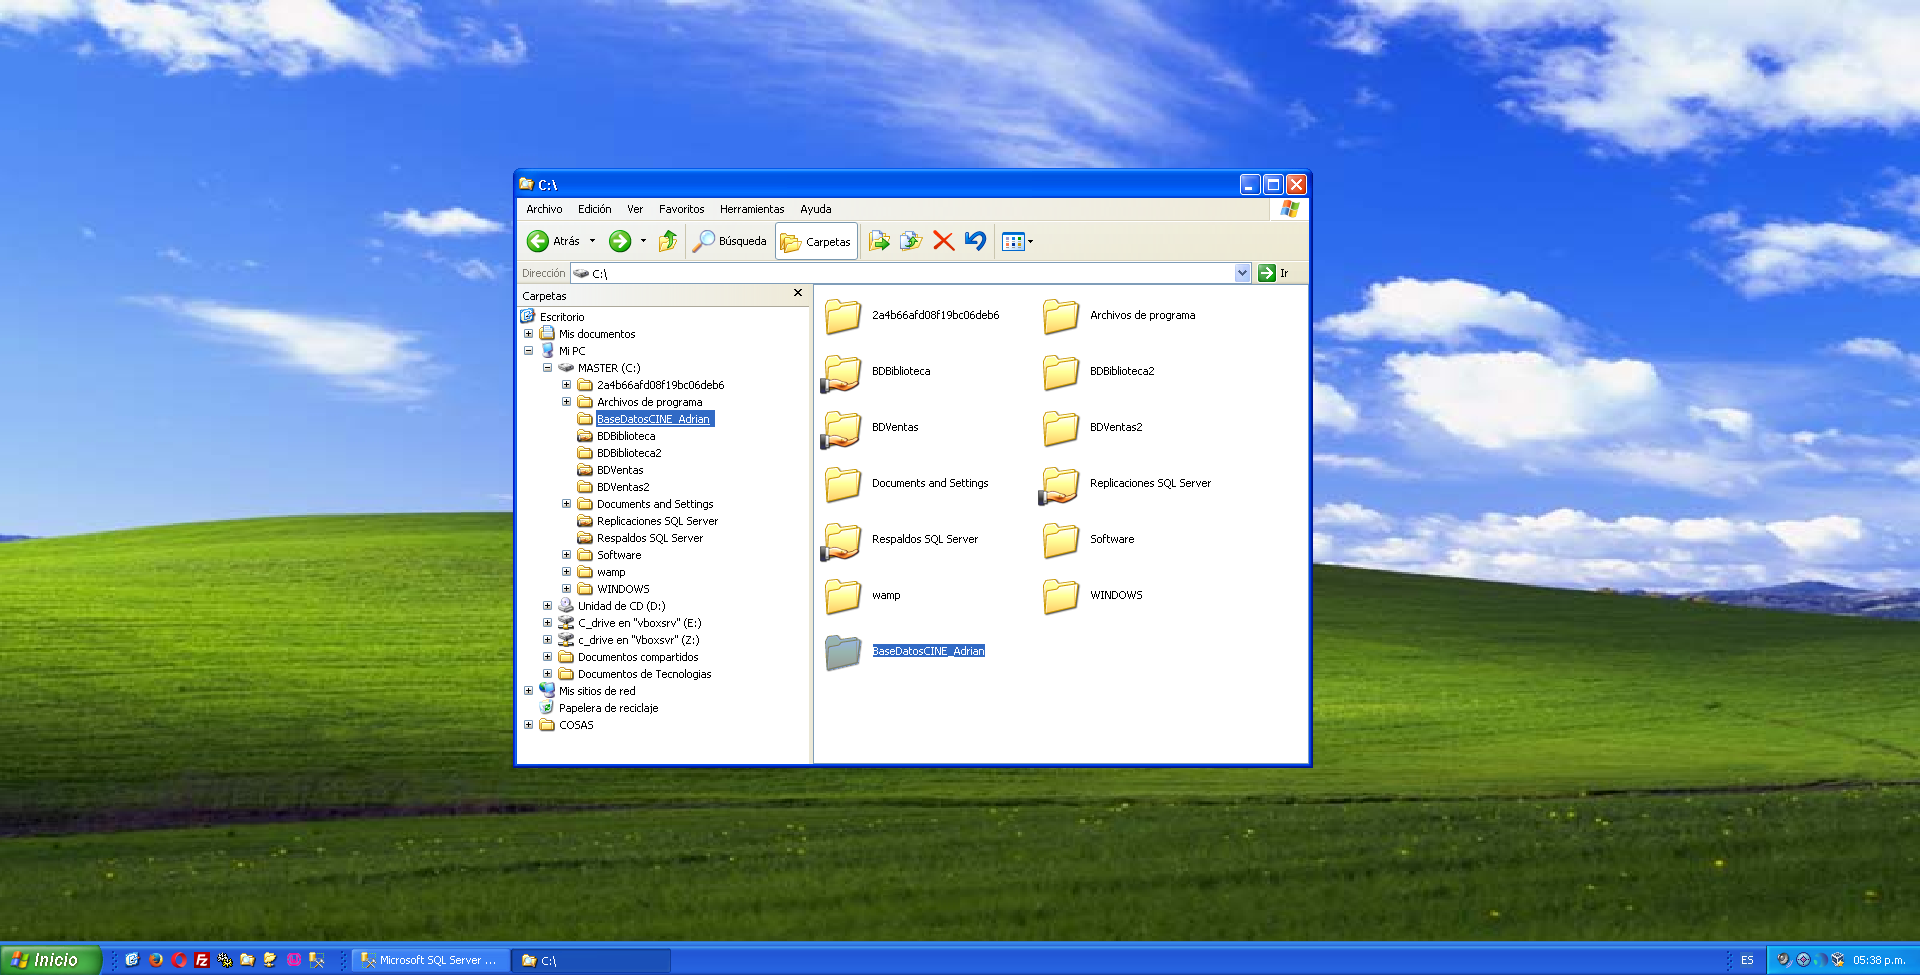 C:\
Archivo Edición Ver Favoritos Herramientas Ayuda
Atrás Búsqueda Carpetas
Dirección C:\ Ir
Carpetas
Escritorio
Mis documentos
Mi PC
MASTER (C:)
2a4b66afd08f19bc06deb6
Archivos de programa
BaseDatosCINE_Adrian
BDBiblioteca
BDBiblioteca2
BDVentas
BDVentas2
Documents and Settings
Replicaciones SQL Server
Respaldos SQL Server
Software
wamp
WINDOWS
Unidad de CD (D:)
C_drive en "vboxsrv" (E:)
c_drive en "Vboxsvr" (Z:)
Documentos compartidos
Documentos de Tecnologias
Mis sitios de red
Papelera de reciclaje
COSAS
2a4b66afd08f19bc06deb6 Archivos de programa
BDBiblioteca BDBiblioteca2
BDVentas BDVentas2
Documents and Settings Replicaciones SQL Server
Respaldos SQL Server Software
wamp WINDOWS
BaseDatosCINE_Adrian
Inicio Fz Microsoft SQL Server ... C:\ ES 05:38 p.m.